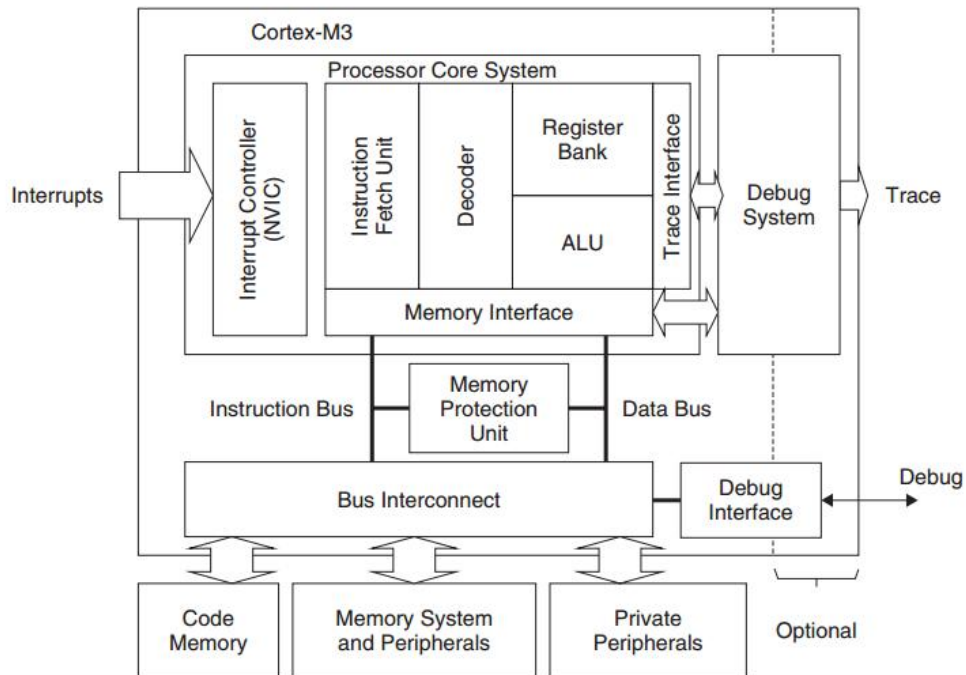 Cortex-M3
Processor Core System
Interrupts
Interrupt Controller
(NVIC)
Instruction
Fetch Unit
Decoder
Register
Bank
ALU
Trace Interface
Memory Interface
Debug
System
Trace
Instruction Bus
Memory
Protection
Unit
Data Bus
Bus Interconnect
Debug
Interface
Debug
Code
Memory
Memory System
and Peripherals
Private
Peripherals
Optional